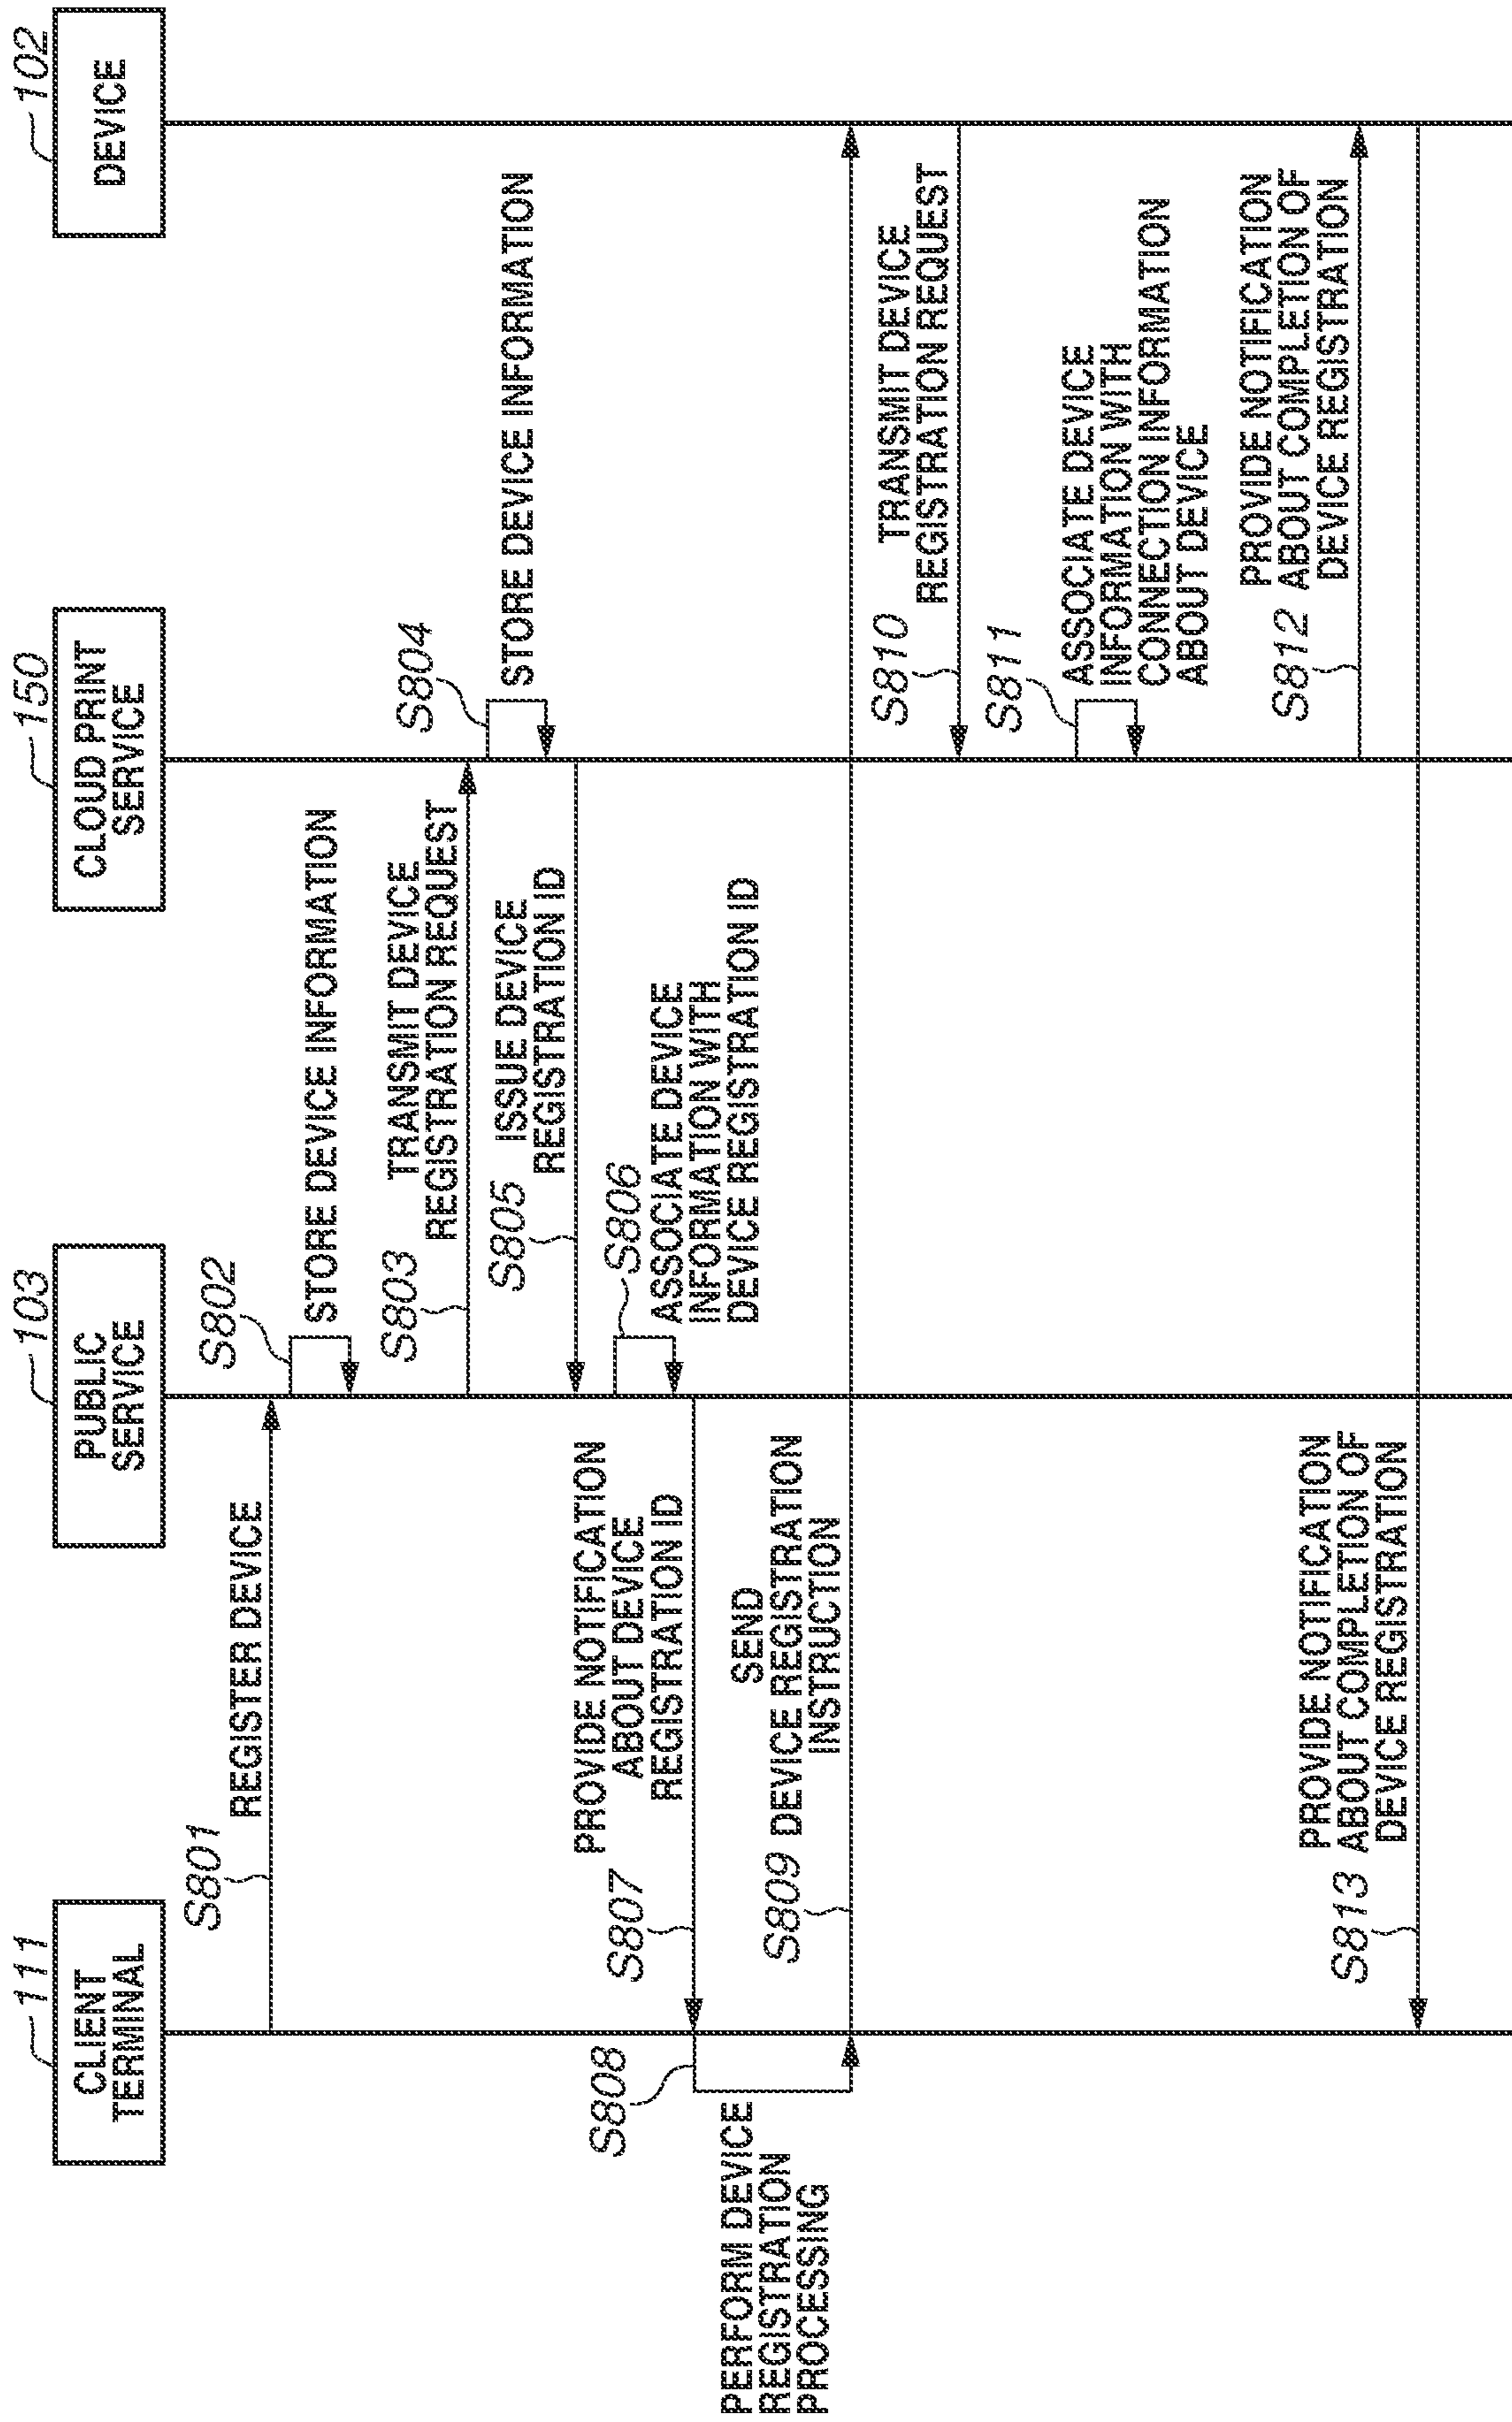 111
CLIENT
TERMINAL
103
PUBLIC
SERVICE
150
CLOUD PRINT
SERVICE
102
DEVICE
S801
REGISTER DEVICE
S802
STORE DEVICE INFORMATION
S803
TRANSMIT DEVICE
REGISTRATION REQUEST
S804
STORE DEVICE INFORMATION
S805
ISSUE DEVICE
REGISTRATION ID
S806
ASSOCIATE DEVICE
INFORMATION WITH
DEVICE REGISTRATION ID
S807
PROVIDE NOTIFICATION
ABOUT DEVICE
REGISTRATION ID
S808
PERFORM DEVICE
REGISTRATION
PROCESSING
SEND
S809 DEVICE REGISTRATION
INSTRUCTION
S810
TRANSMIT DEVICE
REGISTRATION REQUEST
S811
ASSOCIATE DEVICE
INFORMATION WITH
CONNECTION INFORMATION
ABOUT DEVICE
PROVIDE NOTIFICATION
S812 ABOUT COMPLETION OF
DEVICE REGISTRATION
PROVIDE NOTIFICATION
S813 ABOUT COMPLETION OF
DEVICE REGISTRATION